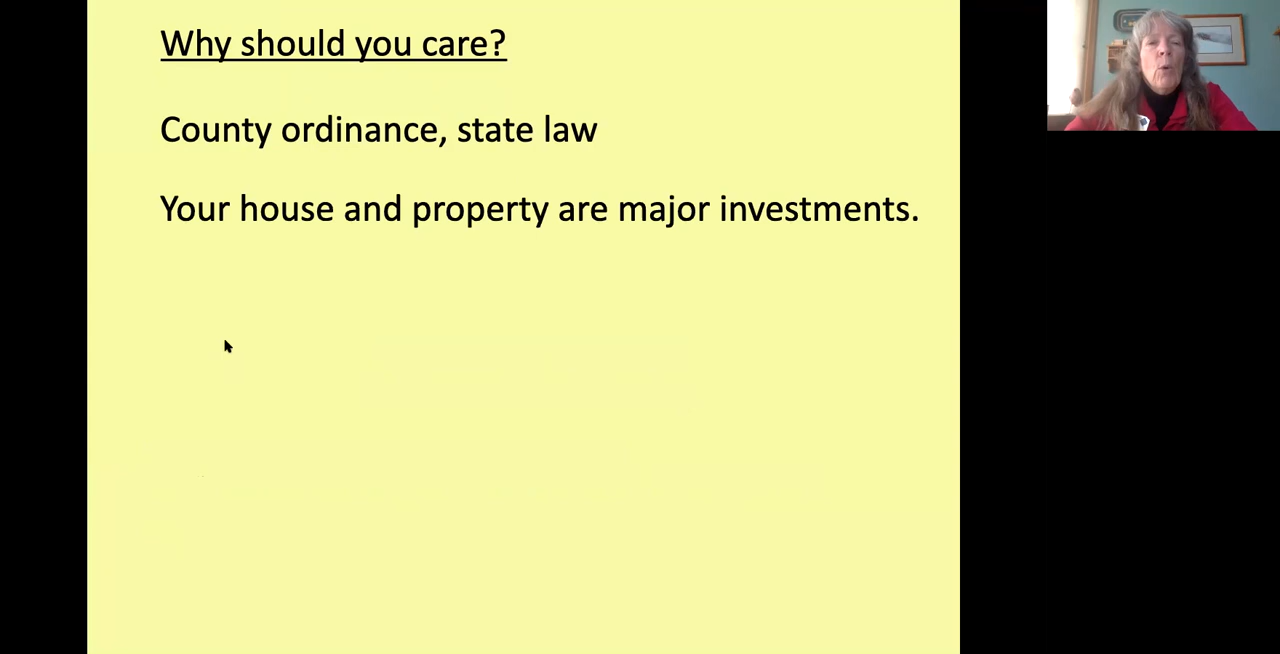 Why should you care?
County ordinance, state law
Your house and property are major investments.